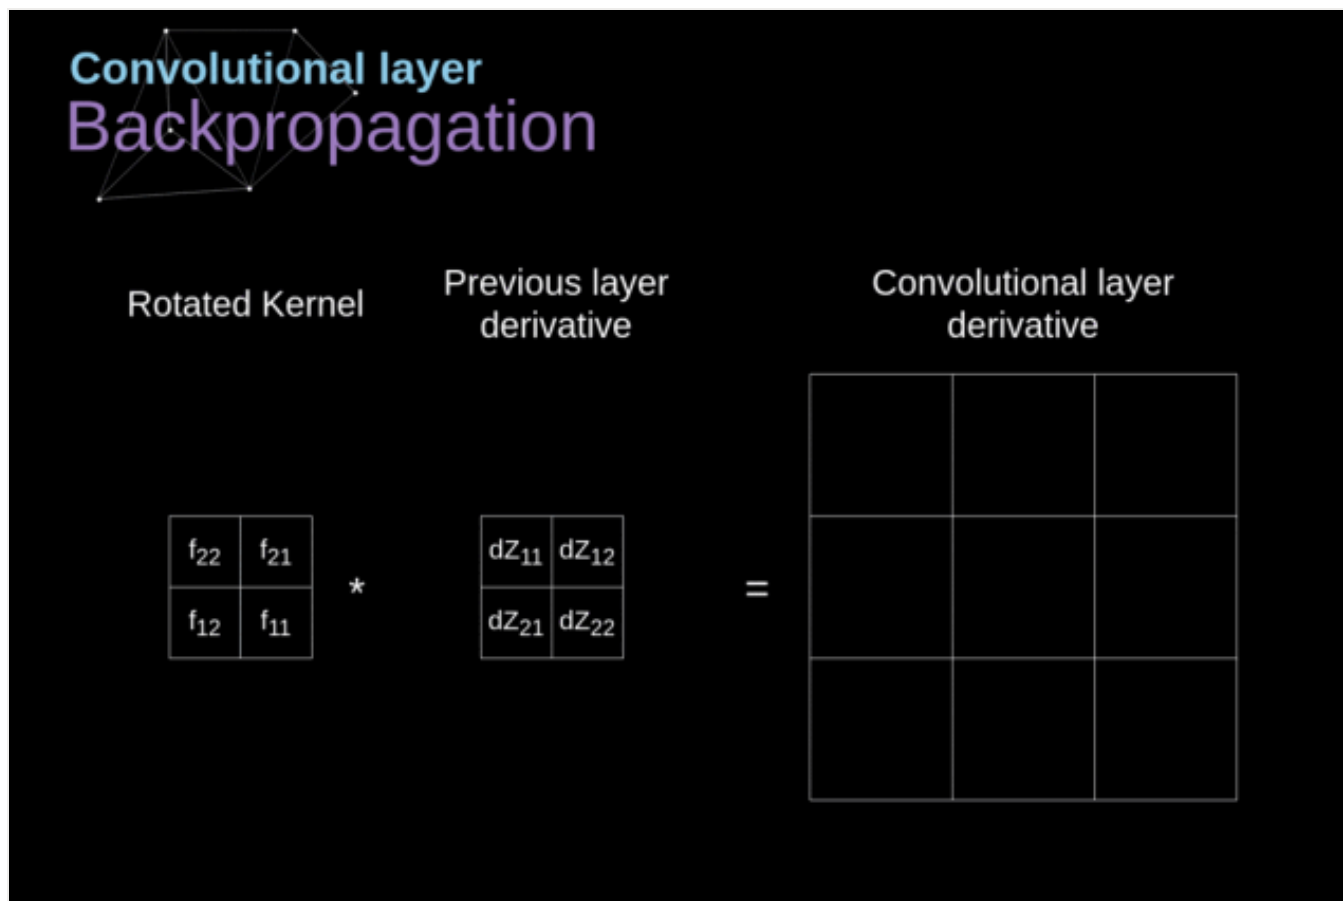 Convolutional layer
Backpropagation
Rotated Kernel
Previous layer
derivative
Convolutional layer
derivative
f22 f21
f12 f11
*
dZ11 dZ12
dZ21 dZ22
=